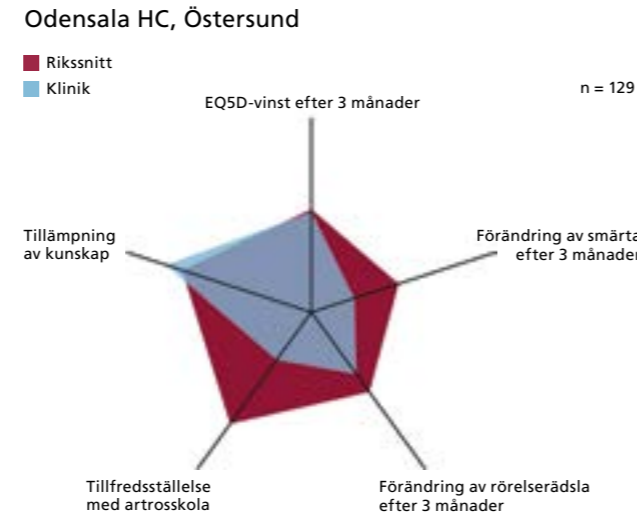 Odensala HC, Östersund
Rikssnitt
Klinik
n = 129
EQ5D-vinst efter 3 månader
Tillämpning
av kunskap
Förändring av smärta
efter 3 månader
Tillfredsställelse
med artrosskola
Förändring av rörelserädsla
efter 3 månader